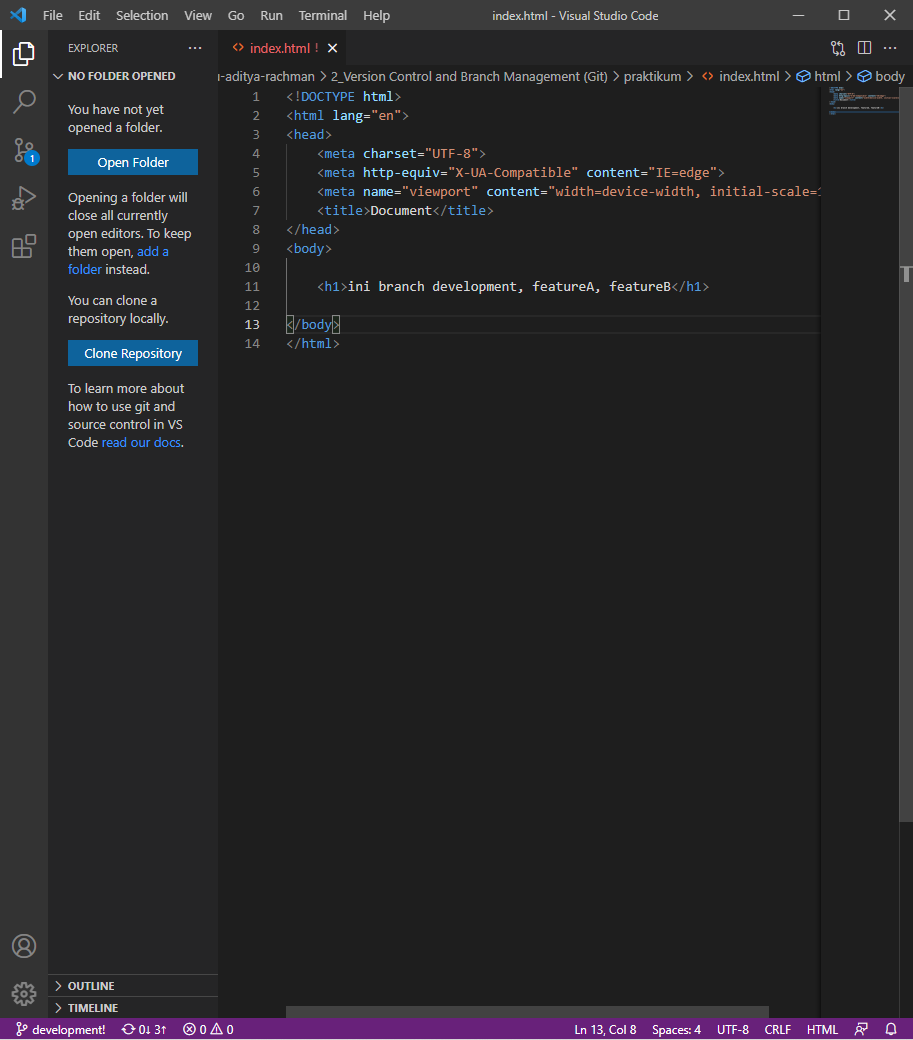 File Edit Selection View Go Run Terminal Help index.html - Visual Studio Code
EXPLORER
NO FOLDER OPENED
You have not yet
opened a folder.
Open Folder
Opening a folder will
close all currently
open editors. To keep
them open, add a
folder instead.
You can clone a
repository locally.
Clone Repository
To learn more about
how to use git and
source control in VS
Code read our docs.
OUTLINE
TIMELINE
1
index.html !
u-aditya-rachman > 2_Version Control and Branch Management (Git) > praktikum > index.html > html > body
1 <!DOCTYPE html>
2 <html lang="en">
3 <head>
4 <meta charset="UTF-8">
5 <meta http-equiv="X-UA-Compatible" content="IE=edge">
6 <meta name="viewport" content="width=device-width, initial-scale=
7 <title>Document</title>
8 </head>
9 <body>
10
11 <h1>ini branch development, featureA, featureB</h1>
12
13 </body>
14 </html>
development! 0↓ 3↑ 0 0 Ln 13, Col 8 Spaces: 4 UTF-8 CRLF HTML